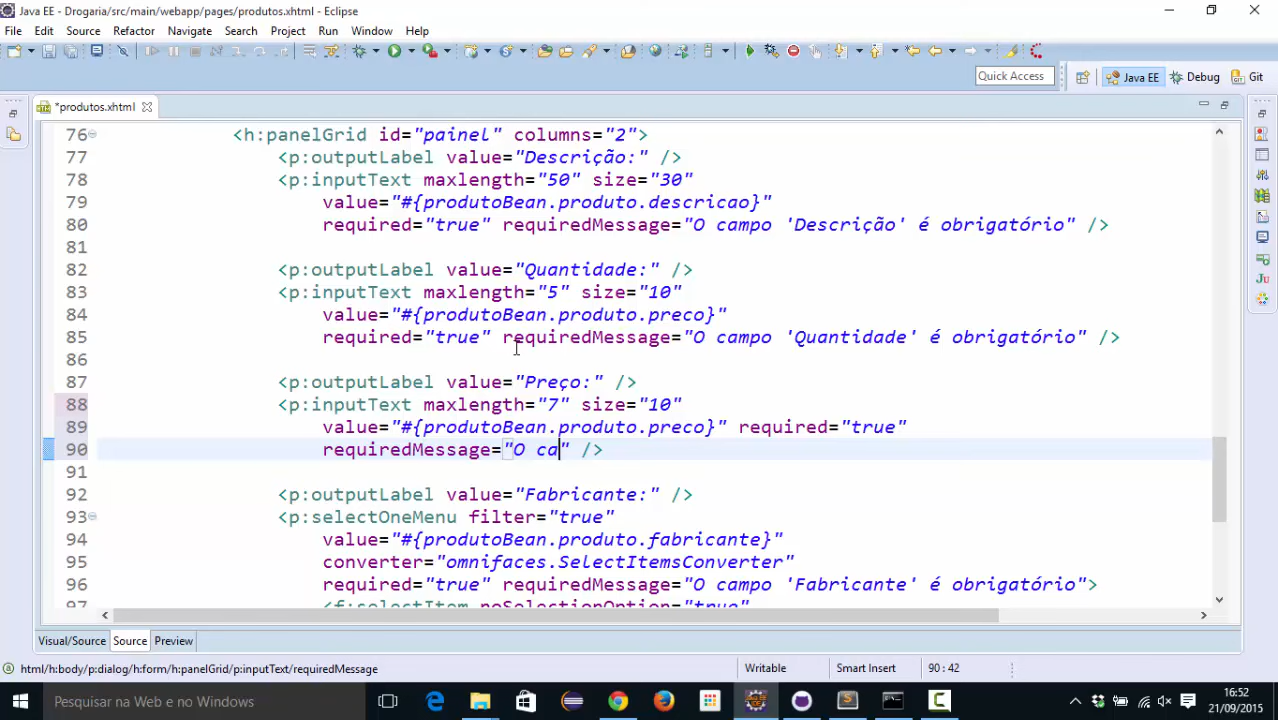 Java EE - Drogaria/src/main/webapp/pages/produtos.xhtml - Eclipse
File Edit Source Refactor Navigate Search Project Run Window Help
Quick Access Java EE Debug Git
*produtos.xhtml
76 <h:panelGrid id="painel" columns="2">
77 <p:outputLabel value="Descrição:" />
78 <p:inputText maxlength="50" size="30"
79 value="#{produtoBean.produto.descricao}"
80 required="true" requiredMessage="O campo 'Descrição' é obrigatório" />
81
82 <p:outputLabel value="Quantidade:" />
83 <p:inputText maxlength="5" size="10"
84 value="#{produtoBean.produto.preco}"
85 required="true" requiredMessage="O campo 'Quantidade' é obrigatório" />
86
87 <p:outputLabel value="Preço:" />
88 <p:inputText maxlength="7" size="10"
89 value="#{produtoBean.produto.preco}" required="true"
90 requiredMessage="O ca" />
91
92 <p:outputLabel value="Fabricante:" />
93 <p:selectOneMenu filter="true"
94 value="#{produtoBean.produto.fabricante}"
95 converter="omnifaces.SelectItemsConverter"
96 required="true" requiredMessage="O campo 'Fabricante' é obrigatório">
97 <f:selectItem noSelectionOption="true"
Visual/Source Source Preview
html/h:body/p:dialog/h:form/h:panelGrid/p:inputText/requiredMessage Writable Smart Insert 90 : 42
Pesquisar na Web e no Windows
16:52
21/09/2015